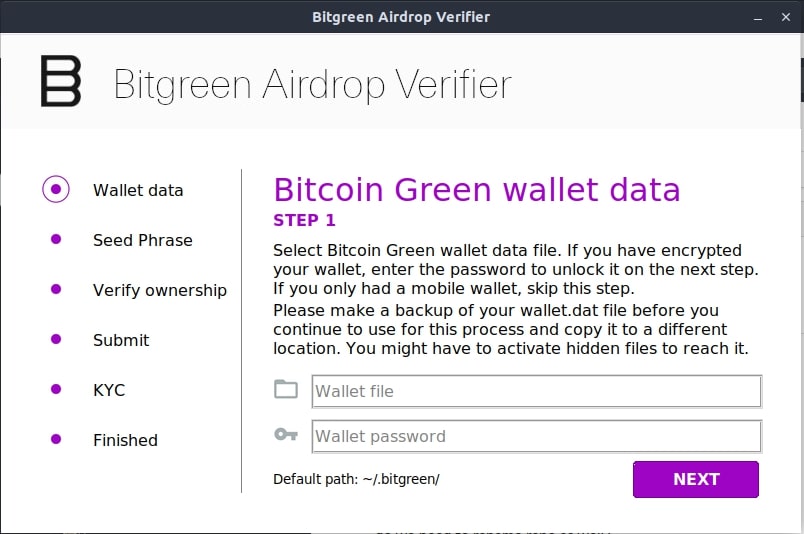 Bitgreen Airdrop Verifier
Bitgreen Airdrop Verifier
Wallet data
Seed Phrase
Verify ownership
Submit
KYC
Finished
Bitcoin Green wallet data
STEP 1
Select Bitcoin Green wallet data file. If you have encrypted
your wallet, enter the password to unlock it on the next step.
If you only had a mobile wallet, skip this step.
Please make a backup of your wallet.dat file before you
continue to use for this process and copy it to a different
location. You might have to activate hidden files to reach it.
Wallet file
Wallet password
Default path: ~/.bitgreen/
NEXT